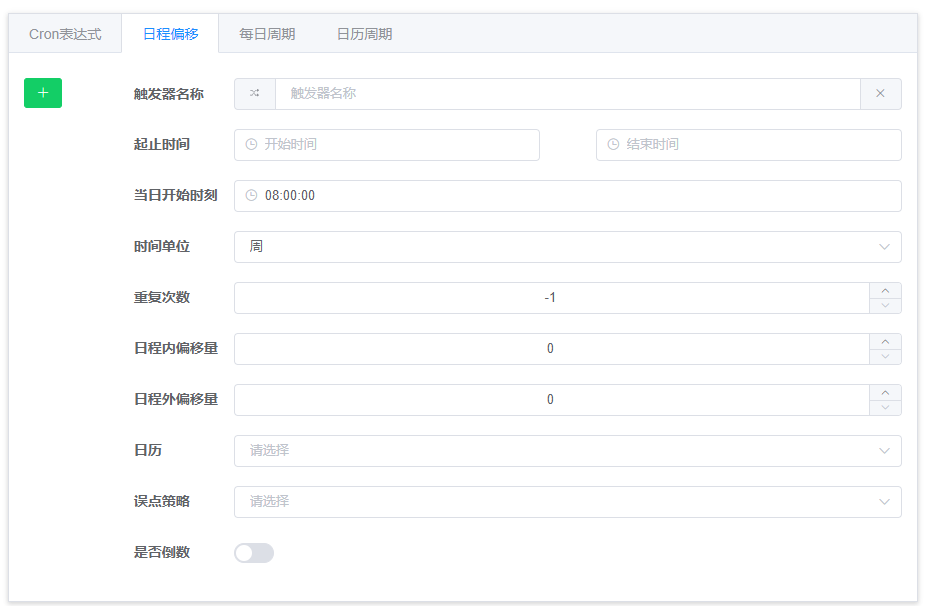 Cron表达式 日程偏移 每日周期 日历周期
触发器名称 触发器名称
起止时间 开始时间 结束时间
当日开始时刻 08:00:00
时间单位 周
重复次数 -1
日程内偏移量 0
日程外偏移量 0
日历 请选择
误点策略 请选择
是否倒数